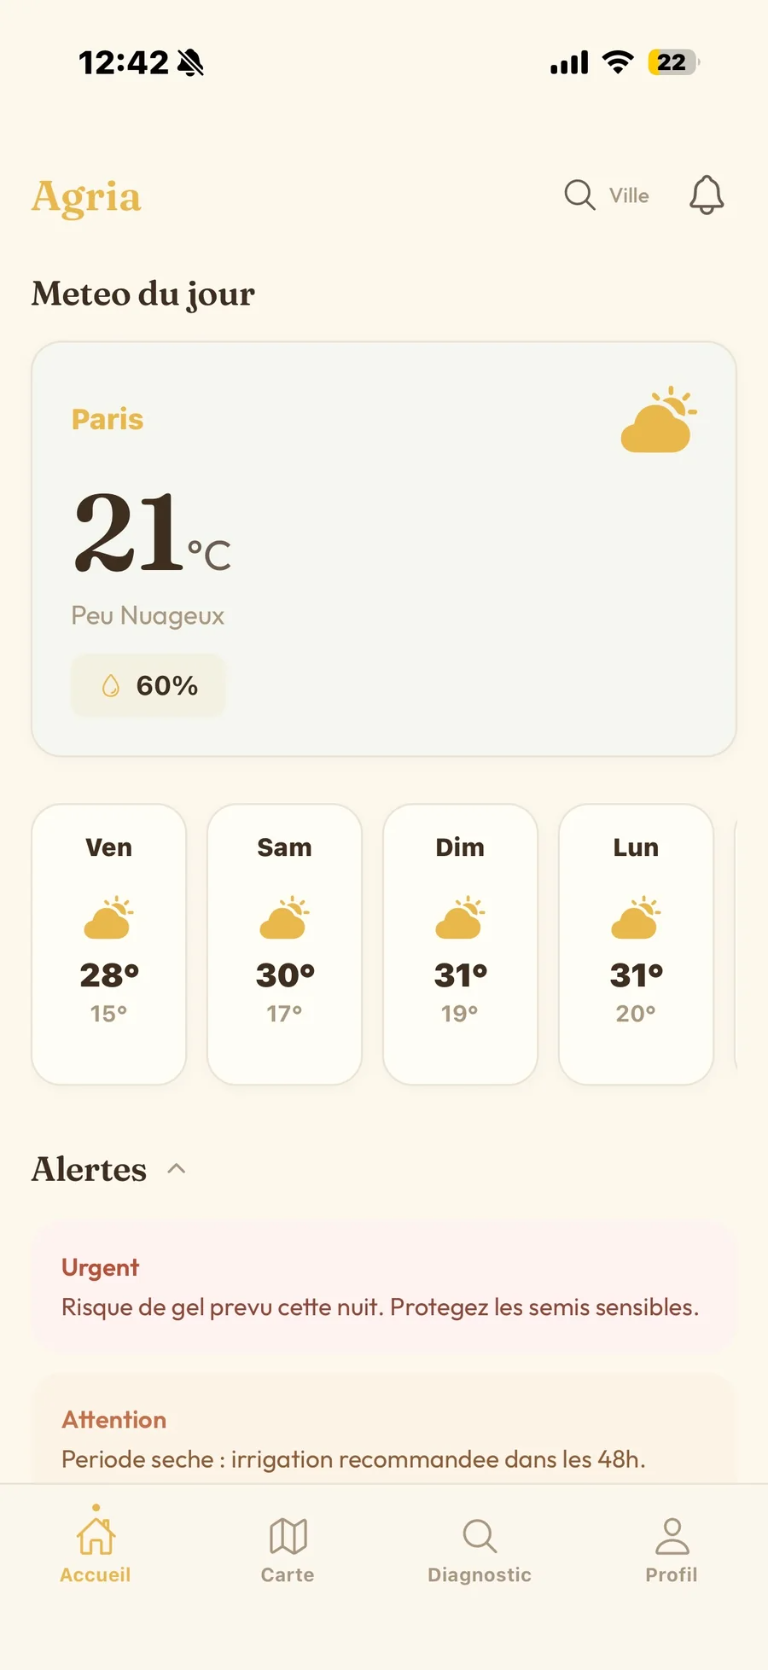 12:42
22
Agria
Ville
Meteo du jour
Paris
21°C
Peu Nuageux
60%
Ven
Sam
Dim
Lun
28°
30°
31°
31°
15°
17°
19°
20°
Alertes
Urgent
Risque de gel prevu cette nuit. Protegez les semis sensibles.
Attention
Periode seche : irrigation recommandee dans les 48h.
Accueil
Carte
Diagnostic
Profil